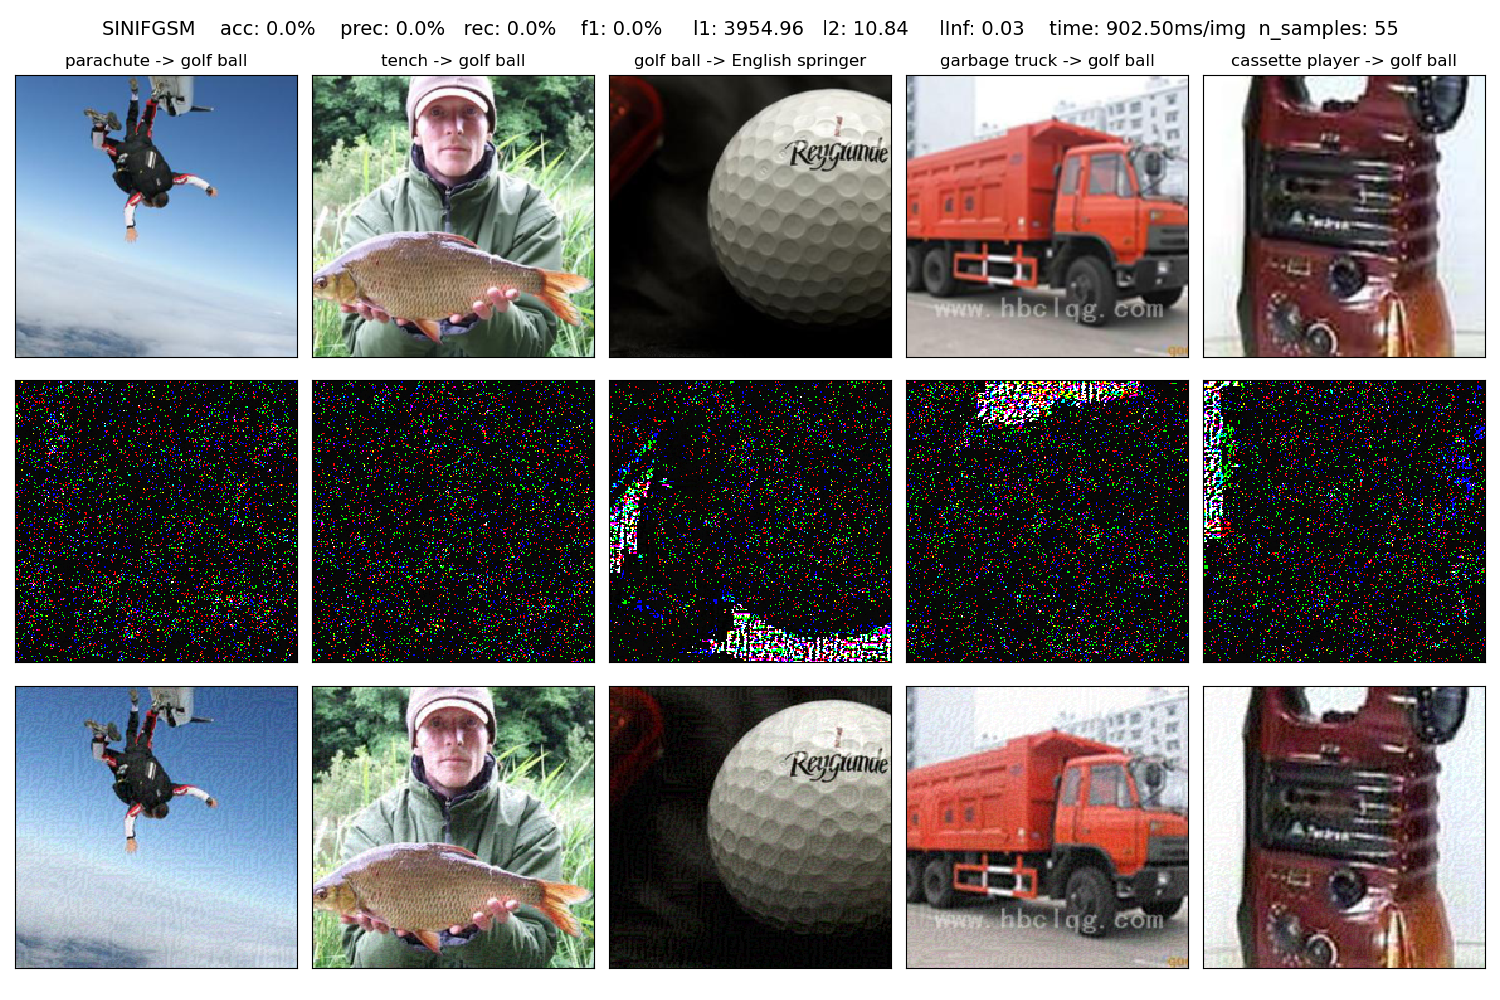 SINIFGSM acc: 0.0% prec: 0.0% rec: 0.0% f1: 0.0% l1: 3954.96 l2: 10.84 lInf: 0.03 time: 902.50ms/img n_samples: 55
parachute -> golf ball
tench -> golf ball
golf ball -> English springer
garbage truck -> golf ball
cassette player -> golf ball
ReyGrande
www.hbclqg.com
ReyGrande
www.hbclqg.com